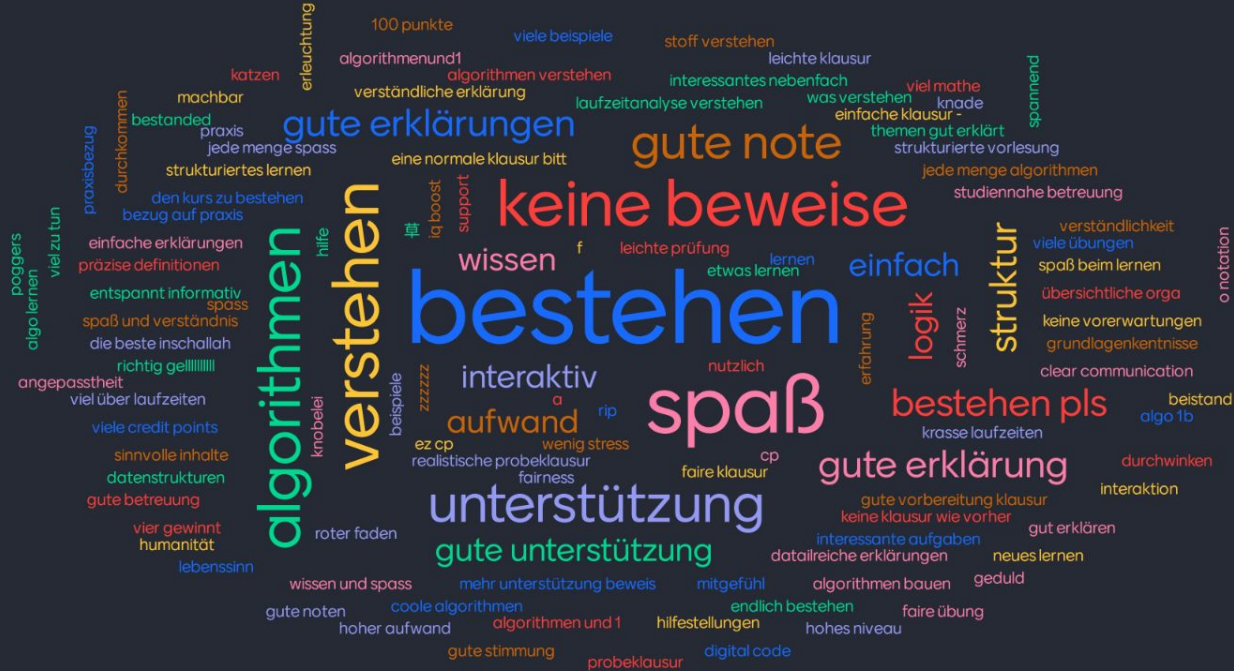 100 punkte
viele beispiele
stoff verstehen
erleuchtung
algorithmenund1
leichte klausur
katzen
algorithmen verstehen
interessantes nebenfach
viel mathe
spannend
machbar
verständliche erklärung
laufzeitanalyse verstehen
was verstehen
knade
durchkommen
bestanded
gute erklärungen
einfache klausur -
praxis
gute note
themen gut erklärt
praxisbezug
jede menge spass
strukturierte vorlesung
strukturiertes lernen
eine normale klausur bitt
jede menge algorithmen
den kurs zu bestehen
verstehen
iq boost
support
keine beweise
studiennahe betreuung
bezug auf praxis
草
verständlichkeit
viel zu tun
einfache erklärungen
algorithmen
hilfe
f
leichte prüfung
struktur
viele übungen
poggers
präzise definitionen
wissen
etwas lernen
lernen
einfach
spaß beim lernen
o notation
algo lernen
entspannt informativ
bestehen
übersichtliche orga
spass
spaß und verständnis
logik
schmerz
keine vorerwartungen
die beste inschallah
erfahrung
grundlagenkentnisse
richtig gelllllllllll
nutzlich
clear communication
angepasstheit
interaktiv
viel über laufzeiten
beispiele
zzzzzz
a
spaß
bestehen pls
beistand
viele credit points
knobelei
aufwand
rip
algo 1b
krasse laufzeiten
ez cp
wenig stress
sinnvolle inhalte
realistische probeklausur
cp
durchwinken
datenstrukturen
fairness
faire klausur
gute erklärung
interaktion
gute betreuung
unterstützung
gute vorbereitung klausur
vier gewinnt
roter faden
keine klausur wie vorher
gut erklären
humanität
interessante aufgaben
lebenssinn
gute unterstützung
datailreiche erklärungen
neues lernen
wissen und spass
mehr unterstützung beweis
mitgefühl
algorithmen bauen
geduld
gute noten
coole algorithmen
endlich bestehen
faire übung
hoher aufwand
algorithmen und 1
hilfestellungen
hohes niveau
gute stimmung
digital code
probeklausur